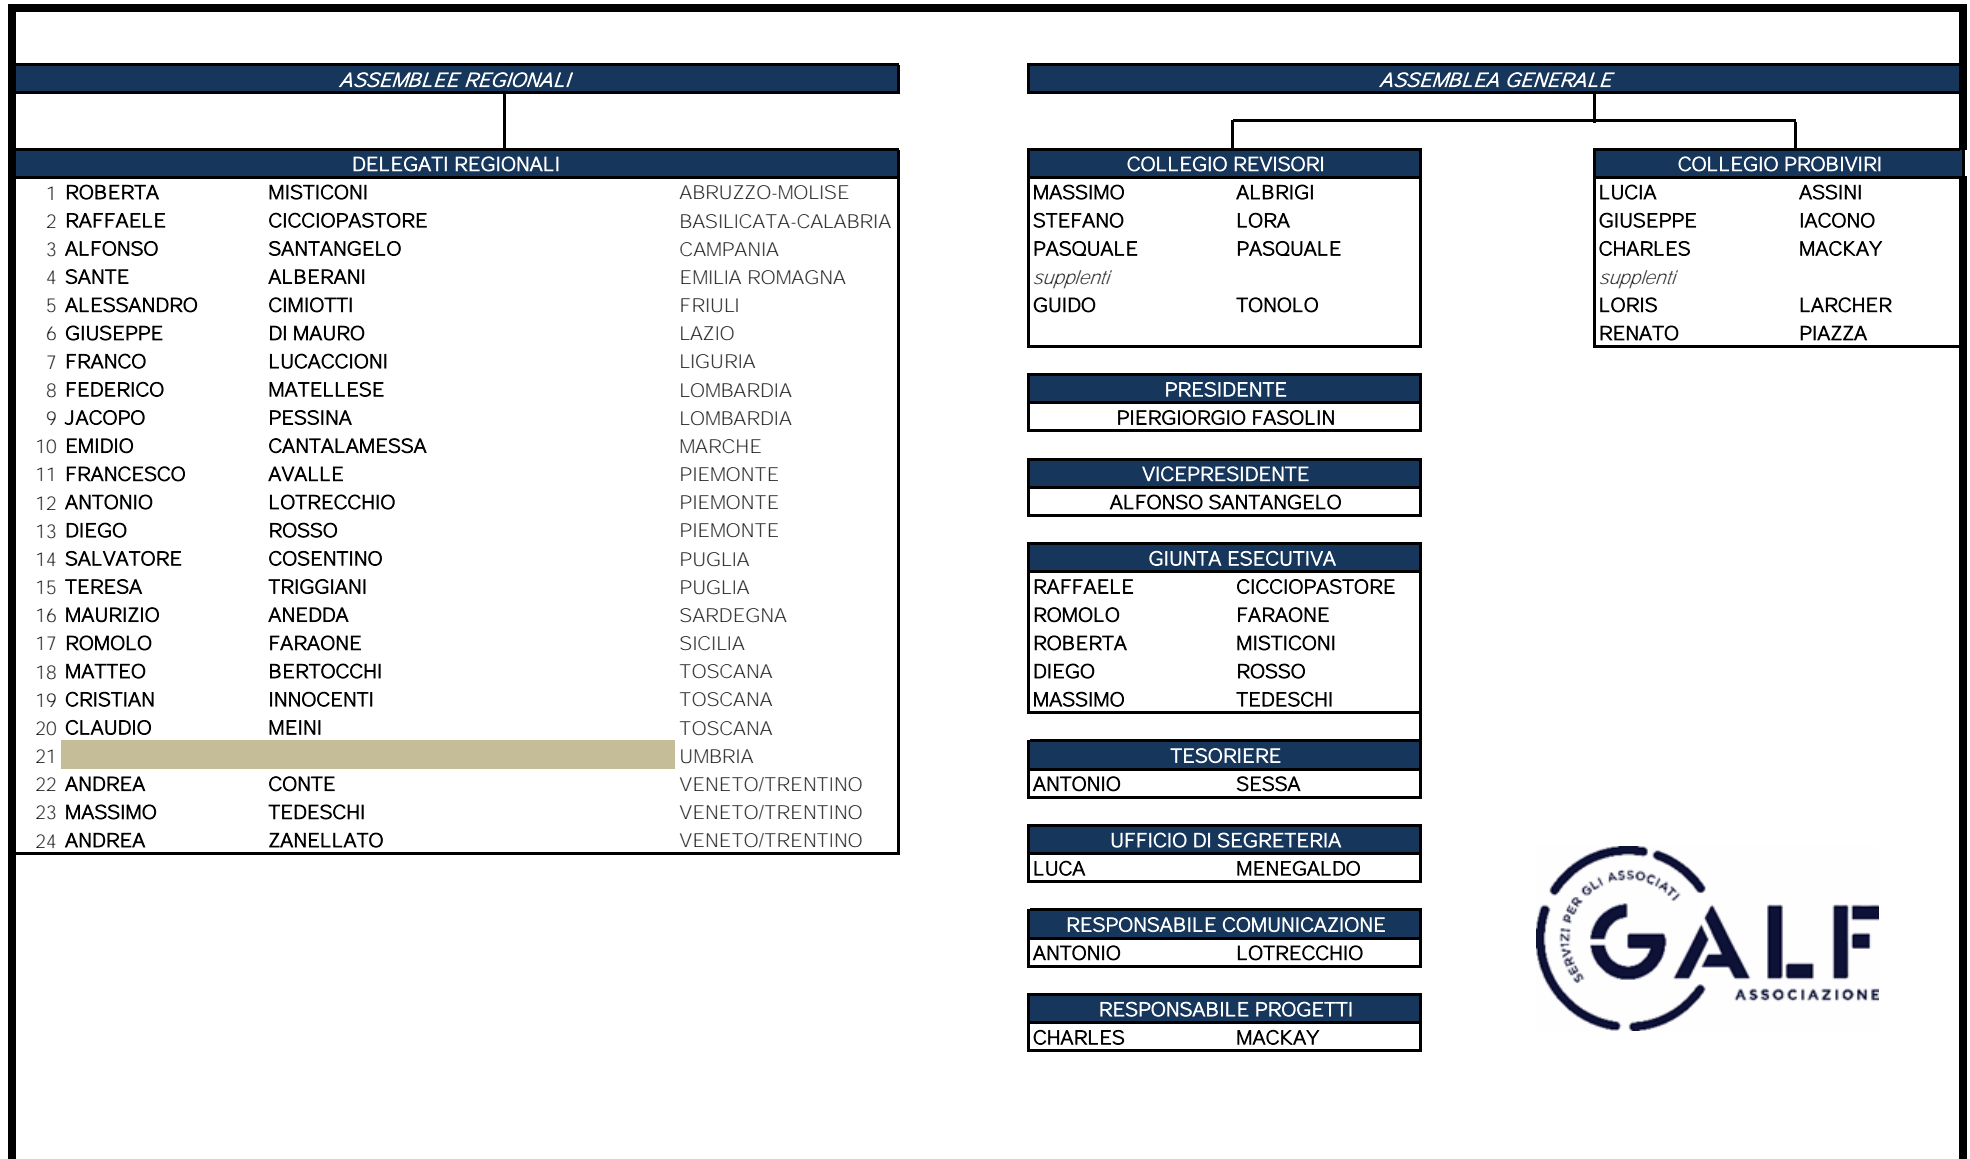 ASSEMBLEE REGIONALI
DELEGATI REGIONALI
1 ROBERTA MISTICONI ABRUZZO-MOLISE
2 RAFFAELE CICCIOPASTORE BASILICATA-CALABRIA
3 ALFONSO SANTANGELO CAMPANIA
4 SANTE ALBERANI EMILIA ROMAGNA
5 ALESSANDRO CIMIOTTI FRIULI
6 GIUSEPPE DI MAURO LAZIO
7 FRANCO LUCACCIONI LIGURIA
8 FEDERICO MATELLESE LOMBARDIA
9 JACOPO PESSINA LOMBARDIA
10 EMIDIO CANTALAMESSA MARCHE
11 FRANCESCO AVALLE PIEMONTE
12 ANTONIO LOTRECCHIO PIEMONTE
13 DIEGO ROSSO PIEMONTE
14 SALVATORE COSENTINO PUGLIA
15 TERESA TRIGGIANI PUGLIA
16 MAURIZIO ANEDDA SARDEGNA
17 ROMOLO FARAONE SICILIA
18 MATTEO BERTOCCHI TOSCANA
19 CRISTIAN INNOCENTI TOSCANA
20 CLAUDIO MEINI TOSCANA
21 UMBRIA
22 ANDREA CONTE VENETO/TRENTINO
23 MASSIMO TEDESCHI VENETO/TRENTINO
24 ANDREA ZANELLATO VENETO/TRENTINO
ASSEMBLEA GENERALE
COLLEGIO REVISORI
MASSIMO ALBRIGI
STEFANO LORA
PASQUALE PASQUALE
supplenti
GUIDO TONOLO
COLLEGIO PROBIVIRI
LUCIA ASSINI
GIUSEPPE IACONO
CHARLES MACKAY
supplenti
LORIS LARCHER
RENATO PIAZZA
PRESIDENTE
PIERGIORGIO FASOLIN
VICEPRESIDENTE
ALFONSO SANTANGELO
GIUNTA ESECUTIVA
RAFFAELE CICCIOPASTORE
ROMOLO FARAONE
ROBERTA MISTICONI
DIEGO ROSSO
MASSIMO TEDESCHI
TESORIERE
ANTONIO SESSA
UFFICIO DI SEGRETERIA
LUCA MENEGALDO
RESPONSABILE COMUNICAZIONE
ANTONIO LOTRECCHIO
RESPONSABILE PROGETTI
CHARLES MACKAY
SERVIZI PER GLI ASSOCIATI
GALF
ASSOCIAZIONE